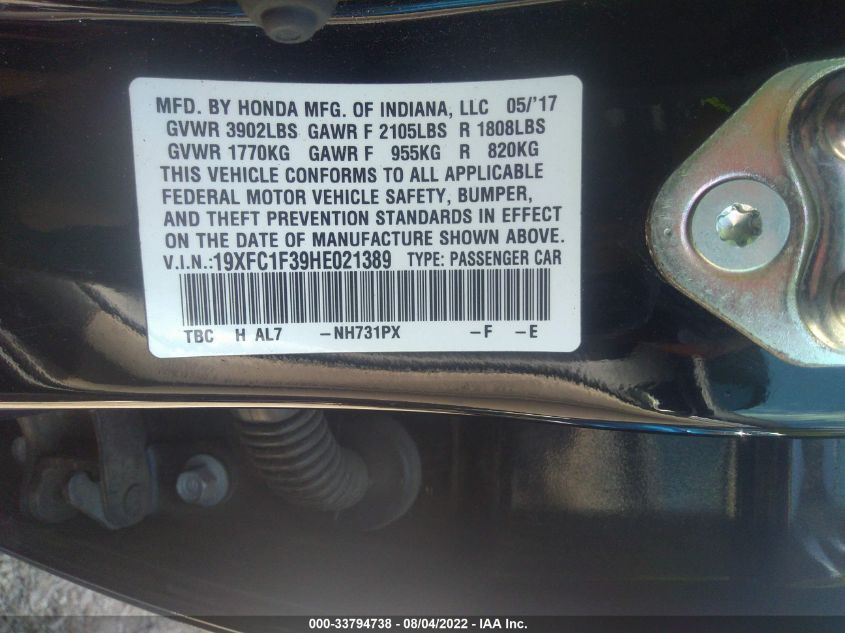 MFD. BY HONDA MFG. OF INDIANA, LLC 05/'17
GVWR 3902LBS GAWR F 2105LBS R 1808LBS
GVWR 1770KG GAWR F 955KG R 820KG
THIS VEHICLE CONFORMS TO ALL APPLICABLE
FEDERAL MOTOR VEHICLE SAFETY, BUMPER,
AND THEFT PREVENTION STANDARDS IN EFFECT
ON THE DATE OF MANUFACTURE SHOWN ABOVE.
V.I.N.:19XFC1F39HE021389 TYPE: PASSENGER CAR
TBC H AL7 -NH731PX -F -E
000-33794738 - 08/04/2022 - IAA Inc.